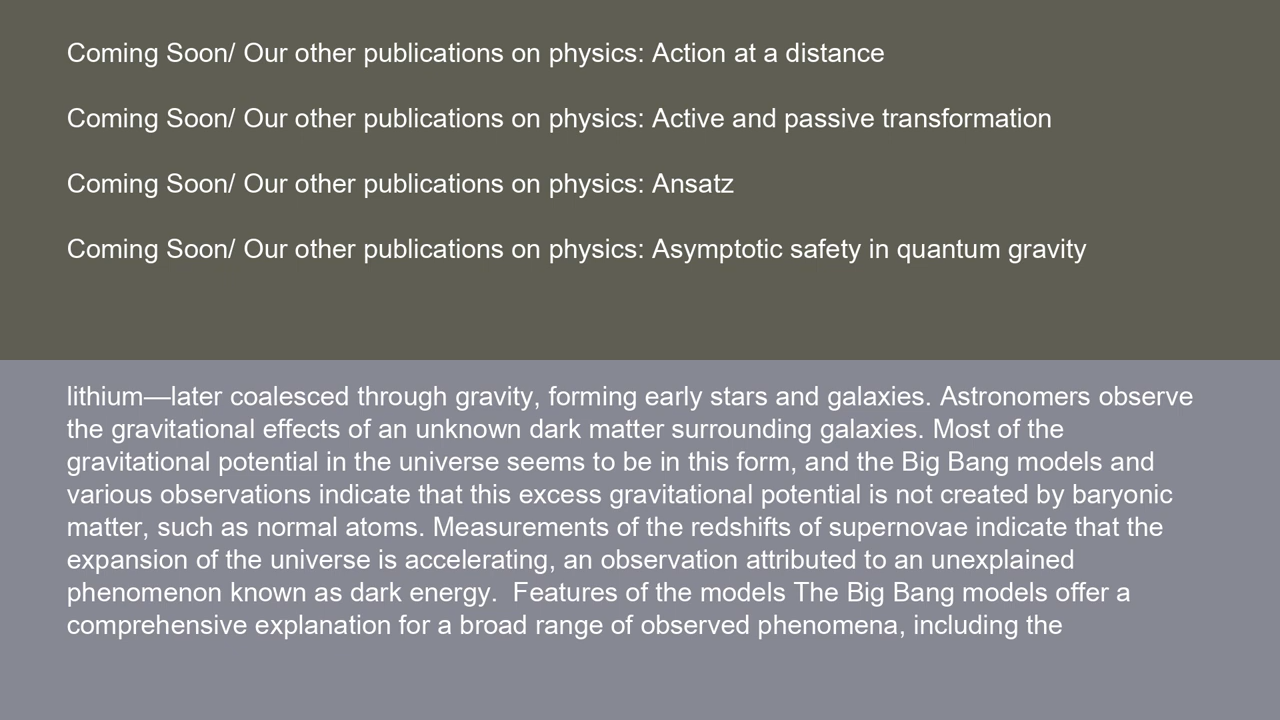 Coming Soon/ Our other publications on physics: Action at a distance
Coming Soon/ Our other publications on physics: Active and passive transformation
Coming Soon/ Our other publications on physics: Ansatz
Coming Soon/ Our other publications on physics: Asymptotic safety in quantum gravity
lithium—later coalesced through gravity, forming early stars and galaxies. Astronomers observe
the gravitational effects of an unknown dark matter surrounding galaxies. Most of the
gravitational potential in the universe seems to be in this form, and the Big Bang models and
various observations indicate that this excess gravitational potential is not created by baryonic
matter, such as normal atoms. Measurements of the redshifts of supernovae indicate that the
expansion of the universe is accelerating, an observation attributed to an unexplained
phenomenon known as dark energy.  Features of the models The Big Bang models offer a
comprehensive explanation for a broad range of observed phenomena, including the